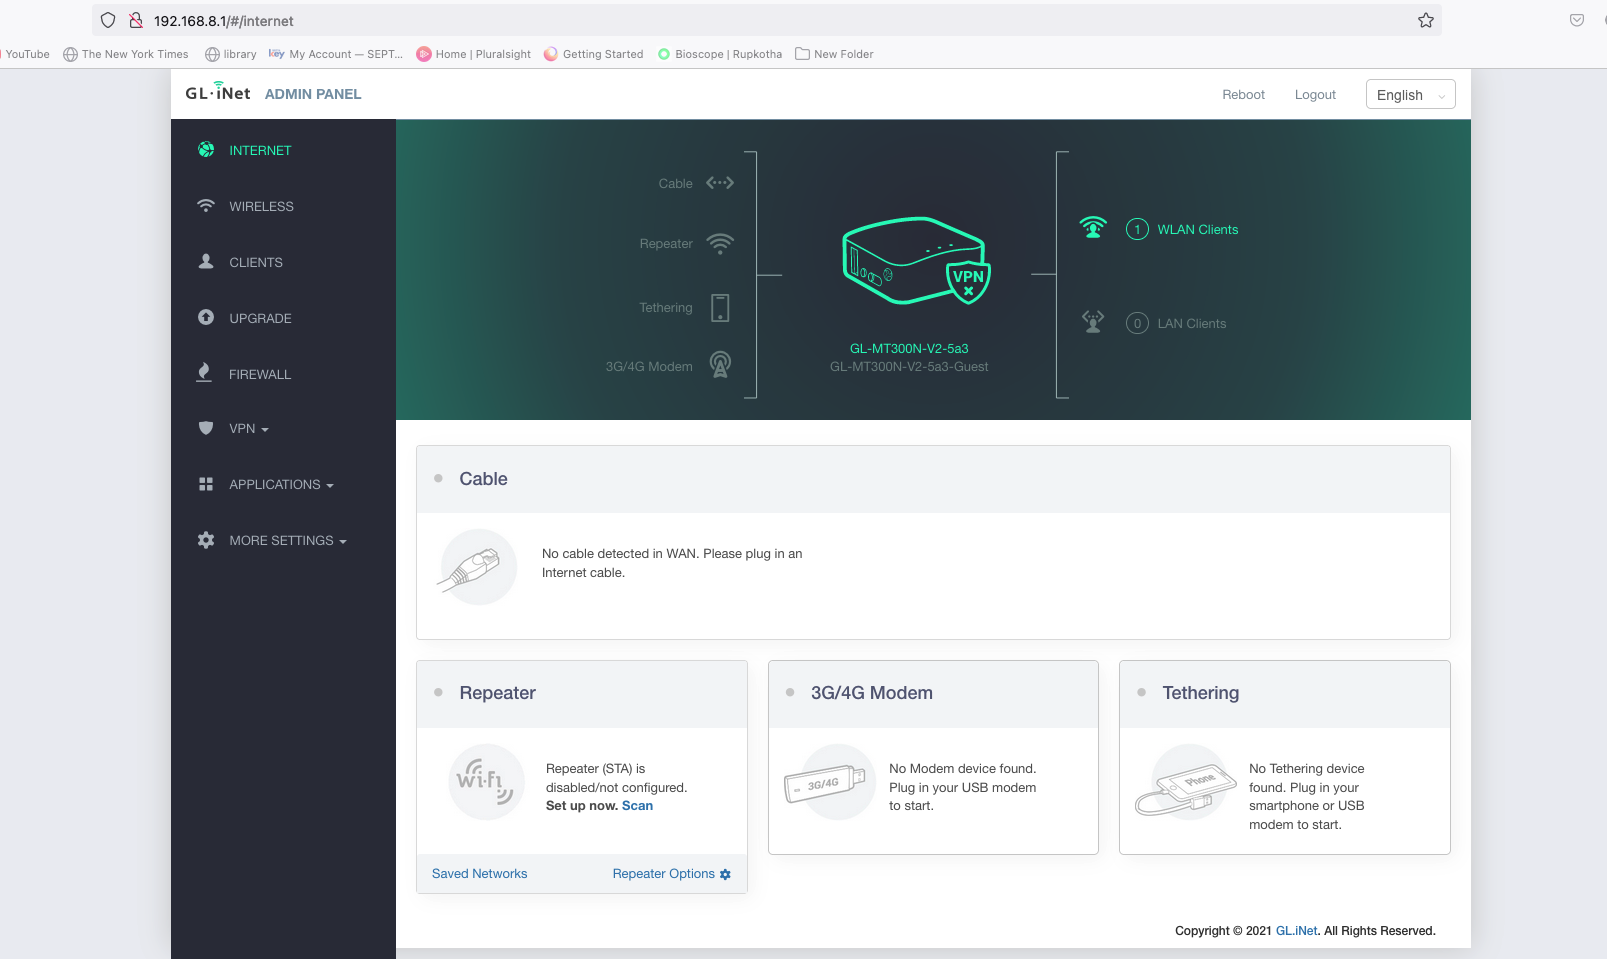 192.168.8.1/#/internet
YouTube The New York Times library key My Account — SEPT... Home | Pluralsight Getting Started Bioscope | Rupkotha New Folder
GL·iNet ADMIN PANEL Reboot Logout English
INTERNET
WIRELESS
CLIENTS
UPGRADE
FIREWALL
VPN
APPLICATIONS
MORE SETTINGS
Cable
Repeater
Tethering
3G/4G Modem
VPN
GL-MT300N-V2-5a3
GL-MT300N-V2-5a3-Guest
1 WLAN Clients
0 LAN Clients
Cable
No cable detected in WAN. Please plug in an
Internet cable.
Repeater
wi·fi
Repeater (STA) is
disabled/not configured.
Set up now. Scan
Saved Networks Repeater Options
3G/4G Modem
3G/4G
No Modem device found.
Plug in your USB modem
to start.
Tethering
Phone
No Tethering device
found. Plug in your
smartphone or USB
modem to start.
Copyright © 2021 GL.iNet. All Rights Reserved.